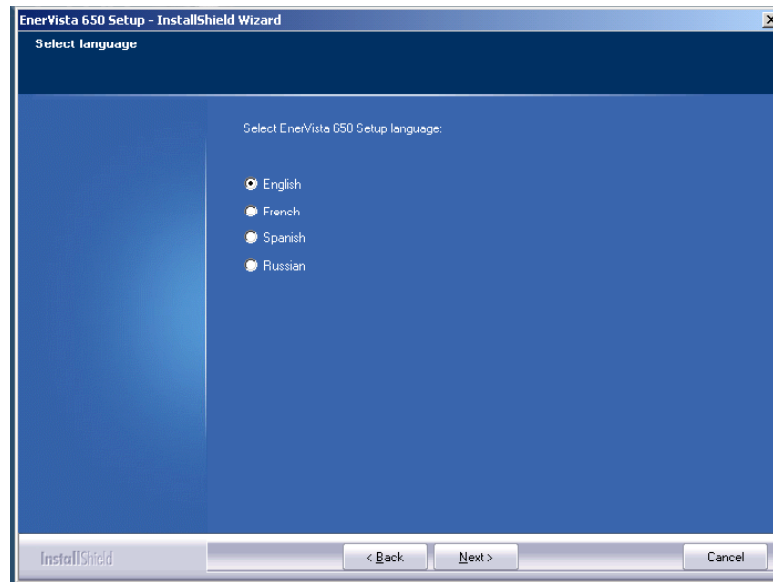 EnerVista 650 Setup - InstallShield Wizard
Select language
Select EnerVista 650 Setup language:
English
French
Spanish
Russian
InstallShield
< Back
Next >
Cancel